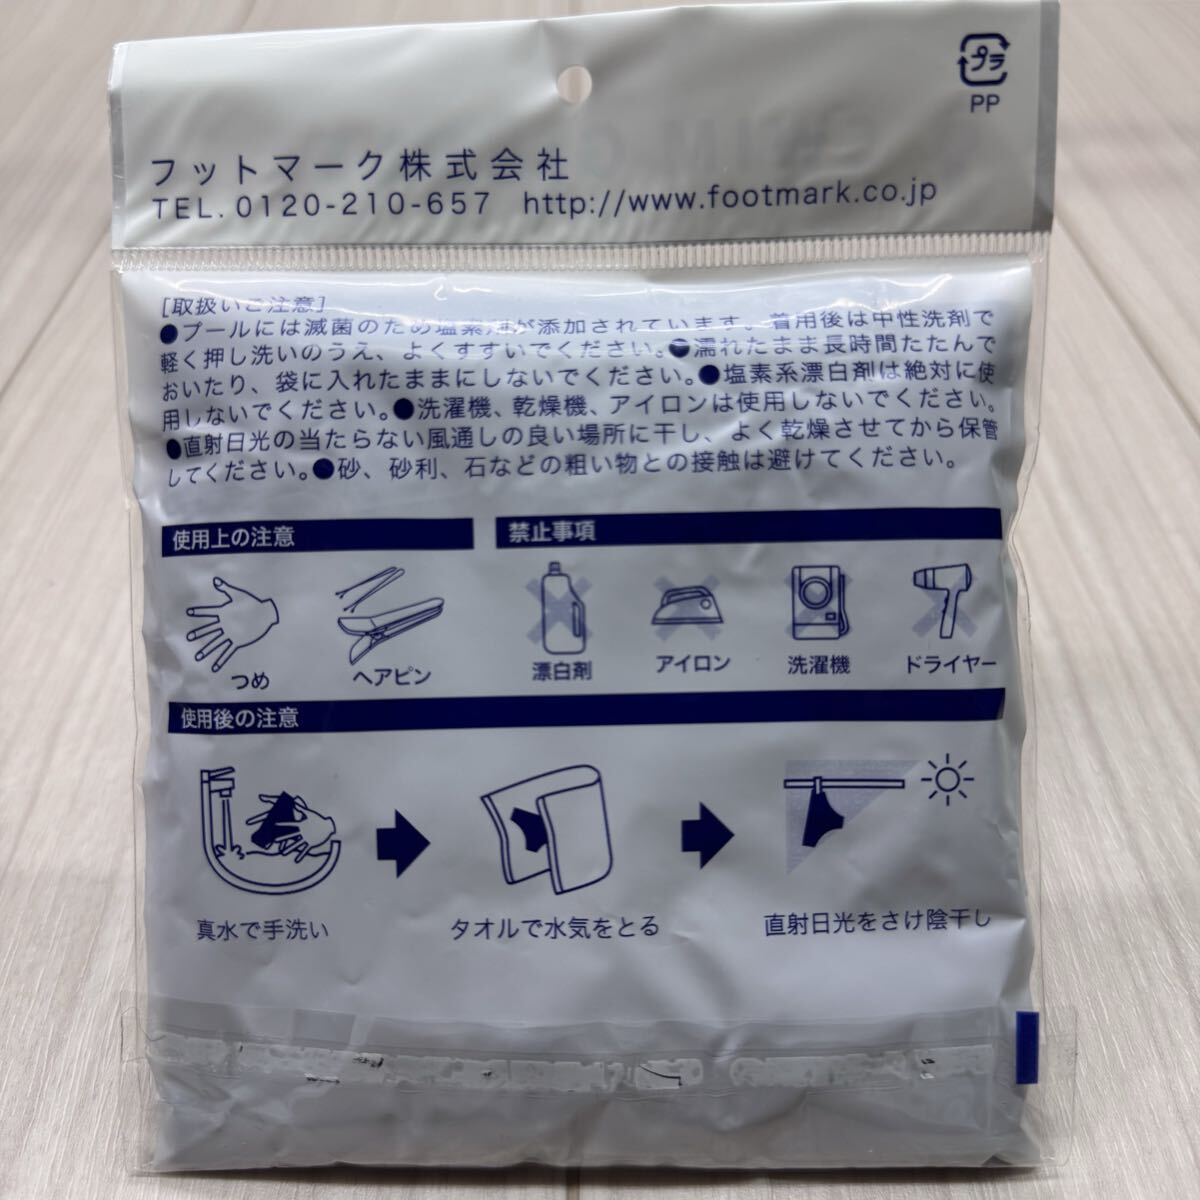 プラ
PP
フットマーク株式会社
TEL. 0120-210-657 http://www.footmark.co.jp
[取扱いご注意]
●プールには滅菌のため塩素剤が添加されています。着用後は中性洗剤で
軽く押し洗いのうえ、よくすすいでください。●濡れたまま長時間たたんで
おいたり、袋に入れたままにしないでください。●塩素系漂白剤は絶対に使
用しないでください。●洗濯機、乾燥機、アイロンは使用しないでください。
●直射日光の当たらない風通しの良い場所に干し、よく乾燥させてから保管
してください。●砂、砂利、石などの粗い物との接触は避けてください。
使用上の注意
禁止事項
つめ
ヘアピン
漂白剤
アイロン
洗濯機
ドライヤー
使用後の注意
真水で手洗い
タオルで水気をとる
直射日光をさけ陰干し